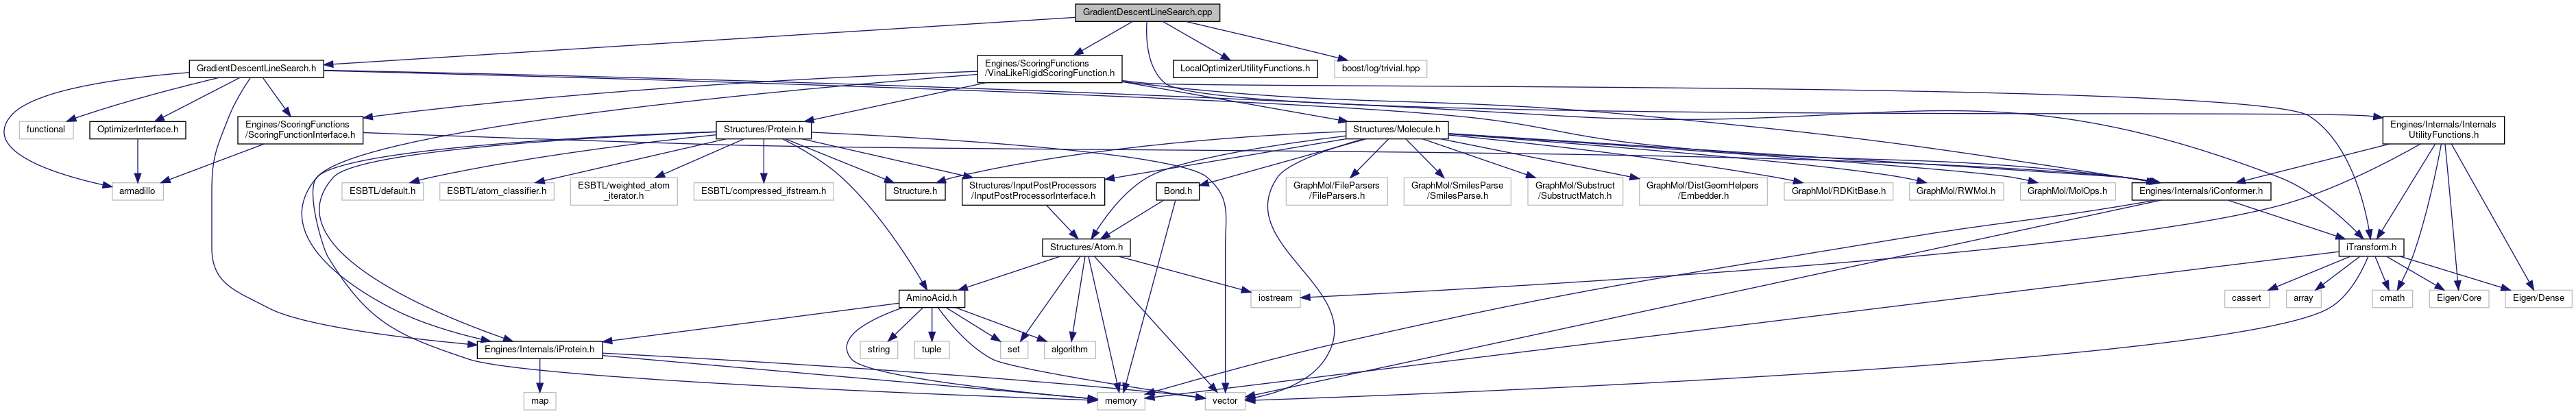 GradientDescentLineSearch.cpp
GradientDescentLineSearch.h
Engines/ScoringFunctions
/VinaLikeRigidScoringFunction.h
LocalOptimizerUtilityFunctions.h
boost/log/trivial.hpp
functional
OptimizerInterface.h
Engines/ScoringFunctions
/ScoringFunctionInterface.h
Structures/Protein.h
Structures/Molecule.h
Engines/Internals/Internals
UtilityFunctions.h
armadillo
ESBTL/default.h
ESBTL/atom_classifier.h
ESBTL/weighted_atom
_iterator.h
ESBTL/compressed_ifstream.h
Structure.h
Structures/InputPostProcessors
/InputPostProcessorInterface.h
Bond.h
GraphMol/FileParsers
/FileParsers.h
GraphMol/SmilesParse
/SmilesParse.h
GraphMol/Substruct
/SubstructMatch.h
GraphMol/DistGeomHelpers
/Embedder.h
GraphMol/RDKitBase.h
GraphMol/RWMol.h
GraphMol/MolOps.h
Engines/Internals/iConformer.h
Structures/Atom.h
iTransform.h
AminoAcid.h
iostream
cassert
array
cmath
Eigen/Core
Eigen/Dense
Engines/Internals/iProtein.h
string
tuple
set
algorithm
map
memory
vector